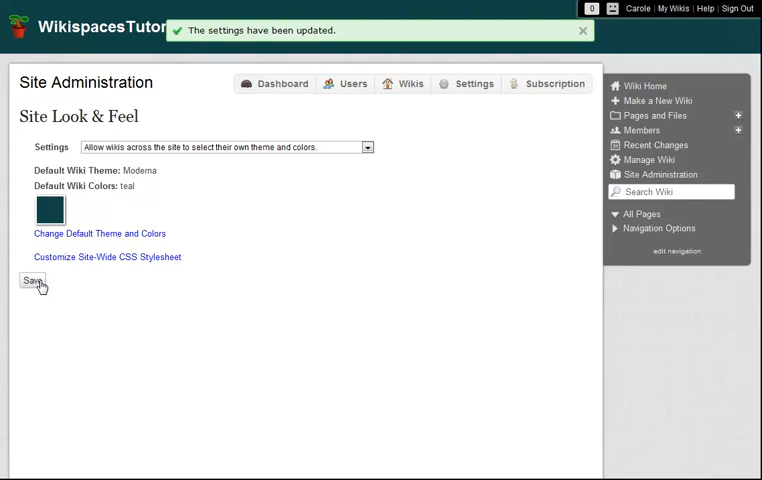 0 Carole | My Wikis | Help | Sign Out
WikispacesTutor
The settings have been updated.
Site Administration
Dashboard Users Wikis Settings Subscription
Site Look & Feel
Settings Allow wikis across the site to select their own theme and colors.
Default Wiki Theme: Moderna
Default Wiki Colors: teal
Change Default Theme and Colors
Customize Site-Wide CSS Stylesheet
Save
Wiki Home
Make a New Wiki
Pages and Files
Members
Recent Changes
Manage Wiki
Site Administration
Search Wiki
All Pages
Navigation Options
edit navigation